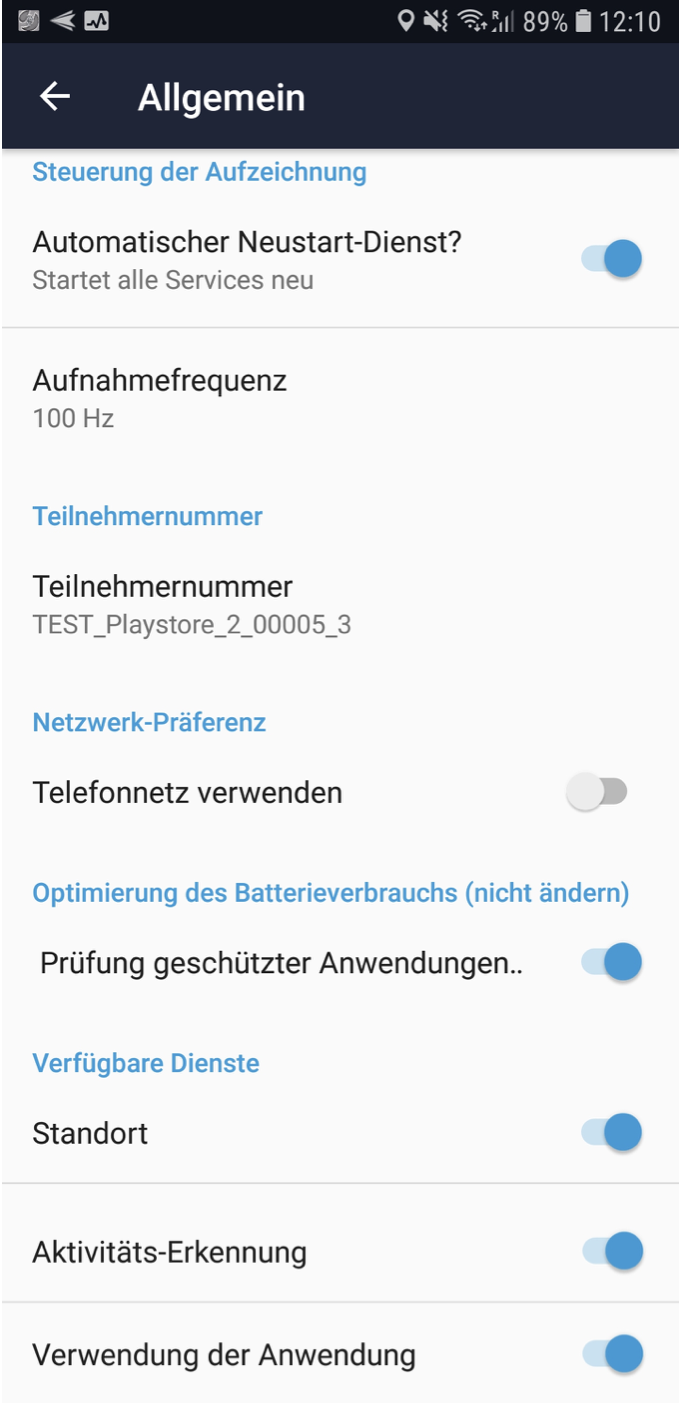 R 89% 12:10
Allgemein
Steuerung der Aufzeichnung
Automatischer Neustart-Dienst?
Startet alle Services neu
Aufnahmefrequenz
100 Hz
Teilnehmernummer
Teilnehmernummer
TEST_Playstore_2_00005_3
Netzwerk-Präferenz
Telefonnetz verwenden
Optimierung des Batterieverbrauchs (nicht ändern)
Prüfung geschützter Anwendungen..
Verfügbare Dienste
Standort
Aktivitäts-Erkennung
Verwendung der Anwendung